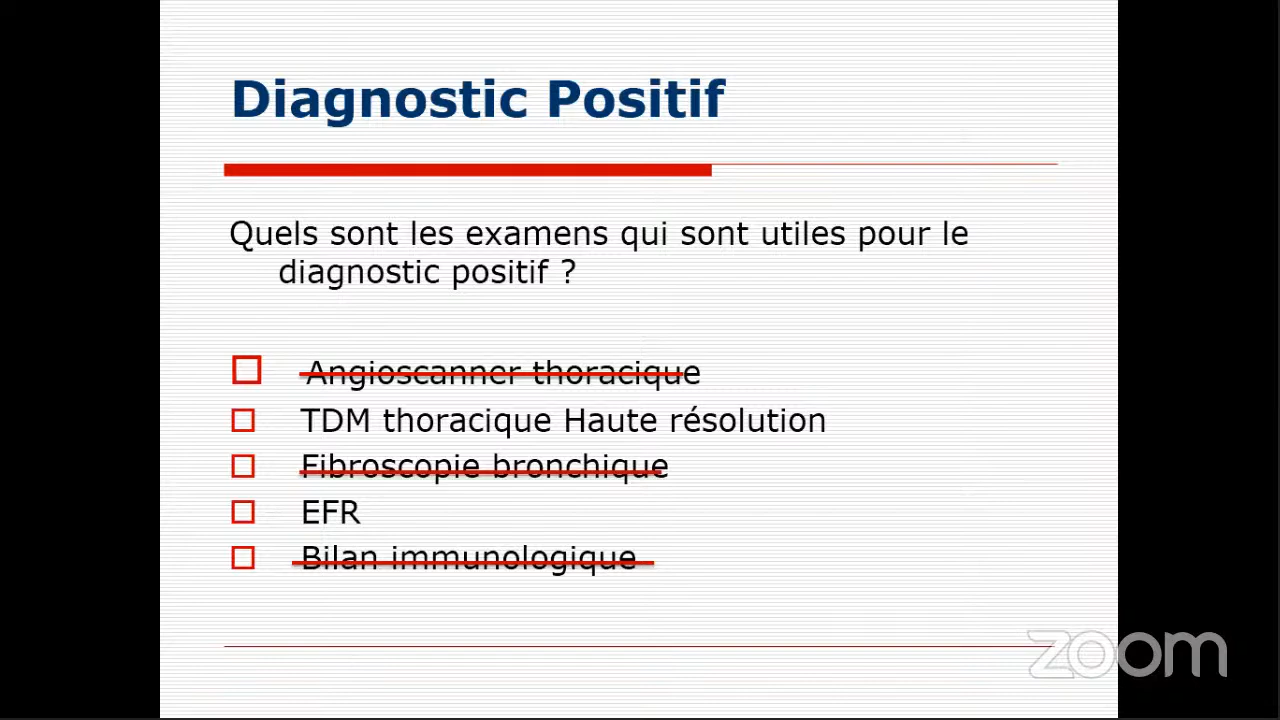 Diagnostic Positif
Quels sont les examens qui sont utiles pour le
diagnostic positif ?
Angioscanner thoracique
TDM thoracique Haute résolution
Fibroscopie bronchique
EFR
Bilan immunologique
zoom